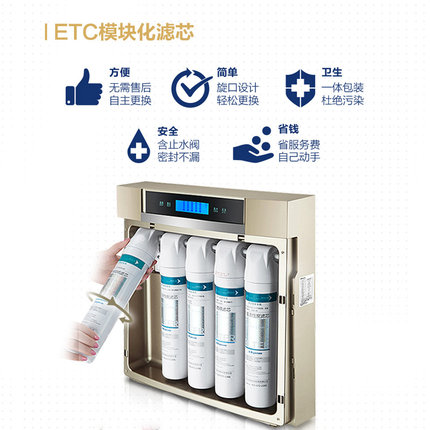 ETC模块化滤芯
方便
无需售后
自主更换
简单
旋口设计
轻松更换
卫生
一体包装
杜绝污染
安全
含止水阀
密封不漏
省钱
省服务费
自己动手